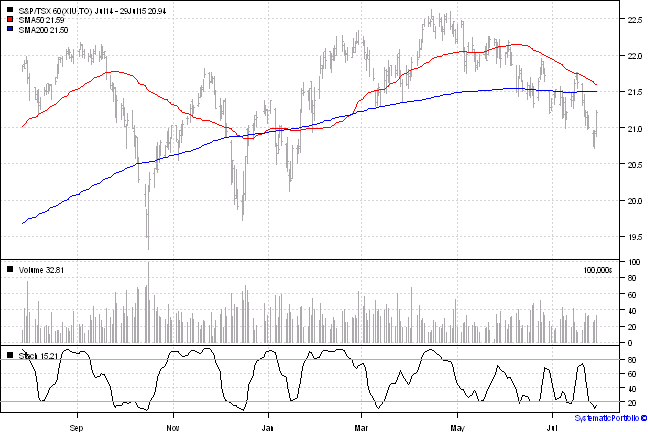 S&P/TSX 60(XIU.TO) Jul14 - 29Jul15 20.94
SMA50 21.59
SMA200 21.50
22.5
22.0
21.5
21.0
20.5
20.0
19.5
Volume 32.81
100,000s
100
80
60
40
20
0
Stoch 15.21
80
60
40
20
Sep Nov Jan Mar May Jul
SystematicPortfolio ©